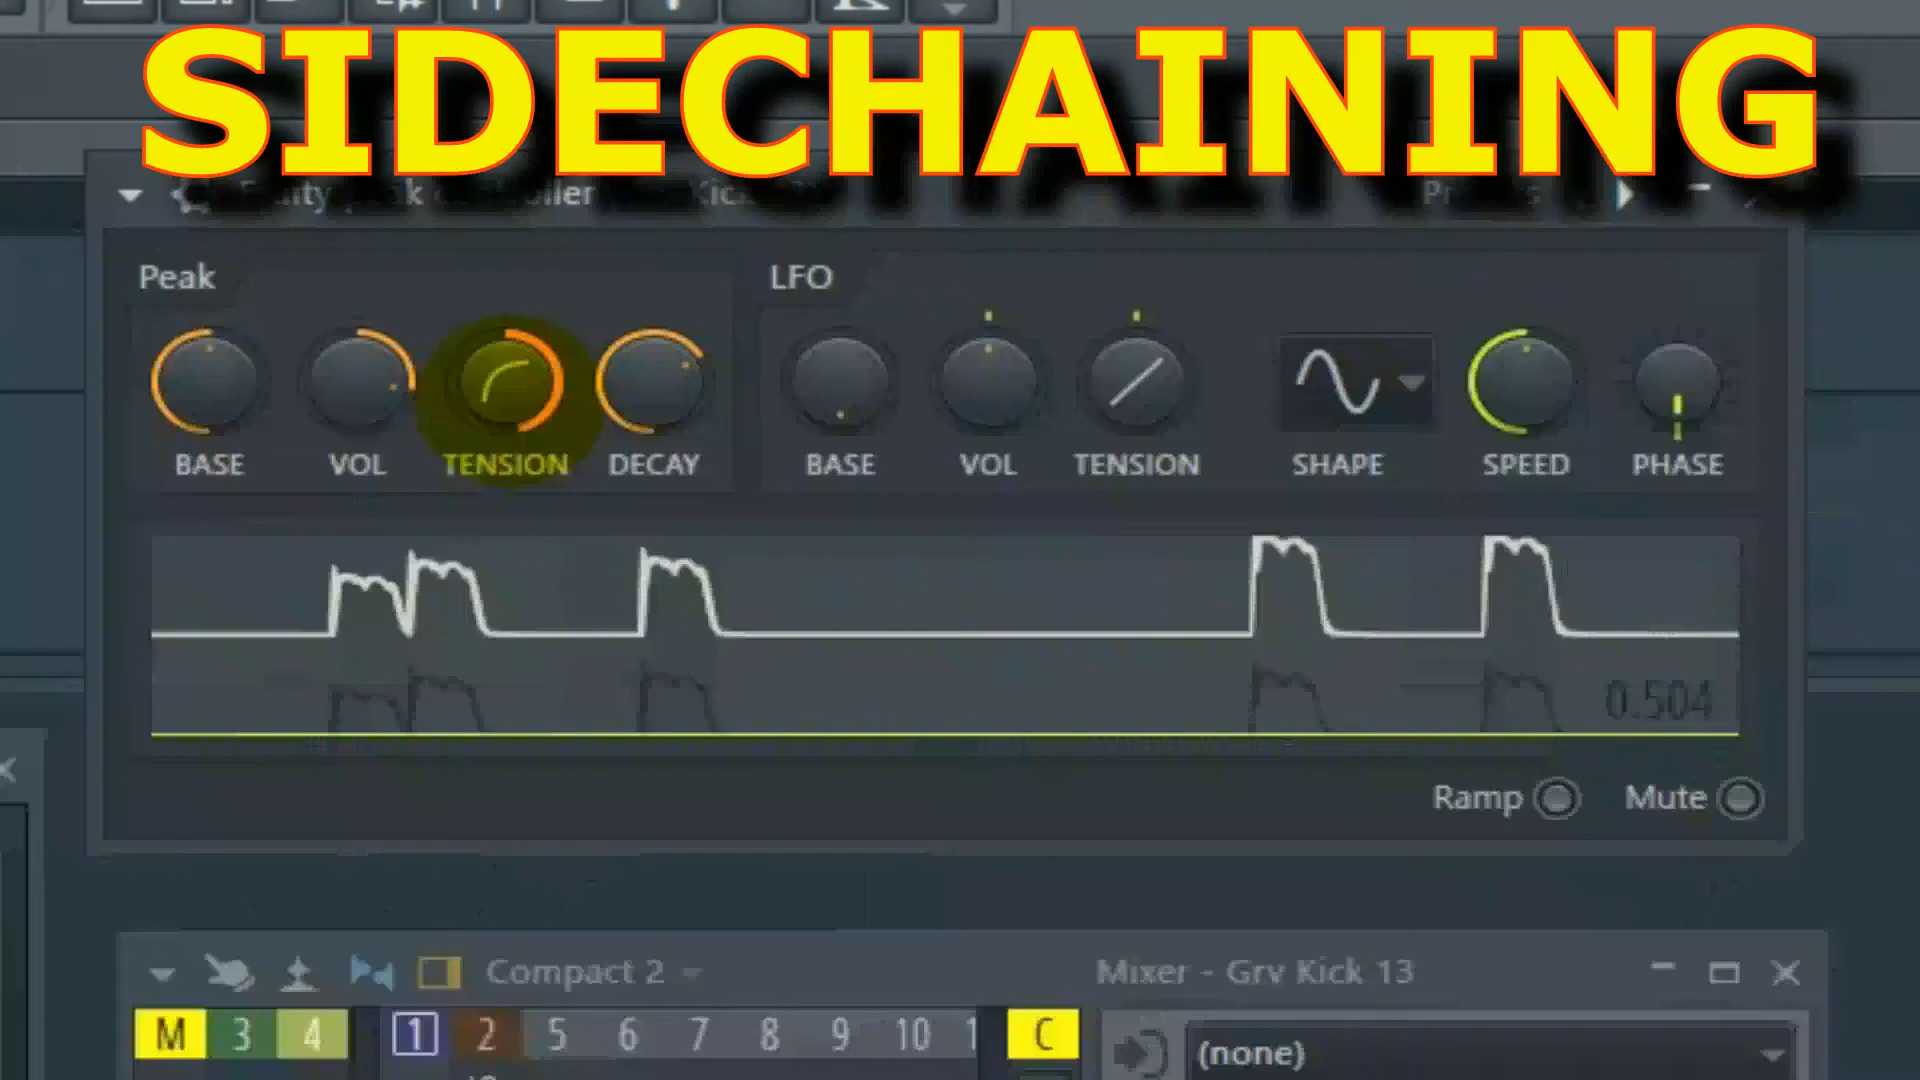 SIDECHAINING
Peak
LFO
BASE VOL TENSION DECAY BASE VOL TENSION SHAPE SPEED PHASE
0.504
Ramp Mute
Compact 2 Mixer - Grv Kick 13
M 3 4 1 2 5 6 7 8 9 10 C
(none)